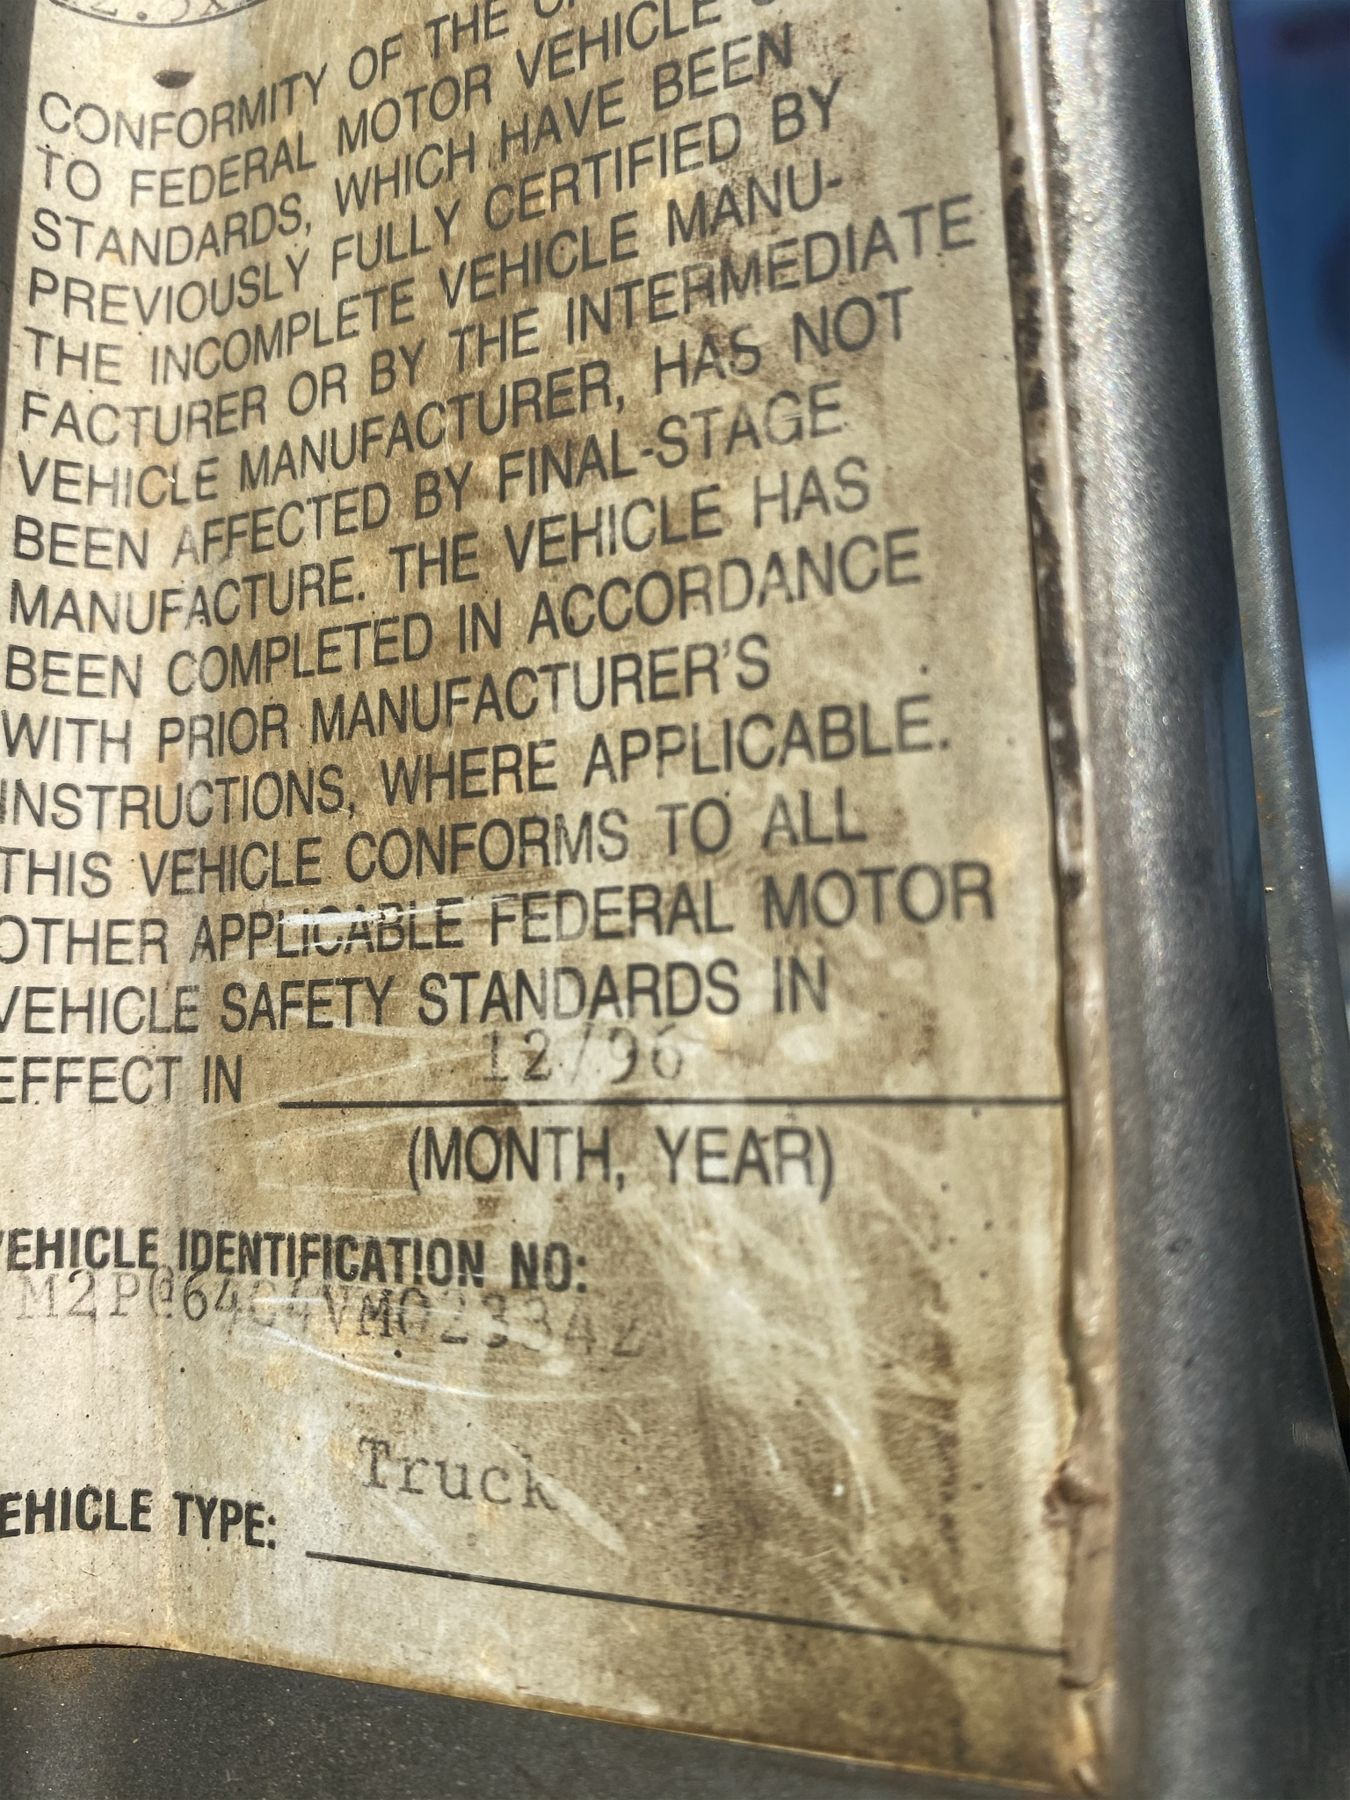 CONFORMITY OF THE
TO FEDERAL MOTOR VEHICLE
STANDARDS, WHICH HAVE BEEN
PREVIOUSLY FULLY CERTIFIED BY
THE INCOMPLETE VEHICLE MANU-
FACTURER OR BY THE INTERMEDIATE
VEHICLE MANUFACTURER, HAS NOT
BEEN AFFECTED BY FINAL-STAGE
MANUFACTURE. THE VEHICLE HAS
BEEN COMPLETED IN ACCORDANCE
WITH PRIOR MANUFACTURER'S
INSTRUCTIONS, WHERE APPLICABLE.
THIS VEHICLE CONFORMS TO ALL
OTHER APPLICABLE FEDERAL MOTOR
VEHICLE SAFETY STANDARDS IN
EFFECT IN 12/96
(MONTH, YEAR)
VEHICLE IDENTIFICATION NO:
Truck
EHICLE TYPE: